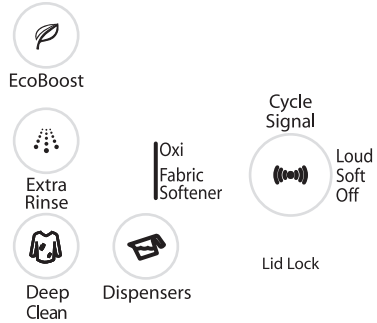 EcoBoost
Cycle
Signal
Extra
Rinse
Oxi
Fabric
Softener
Loud
Soft
Off
Deep
Clean
Dispensers
Lid Lock